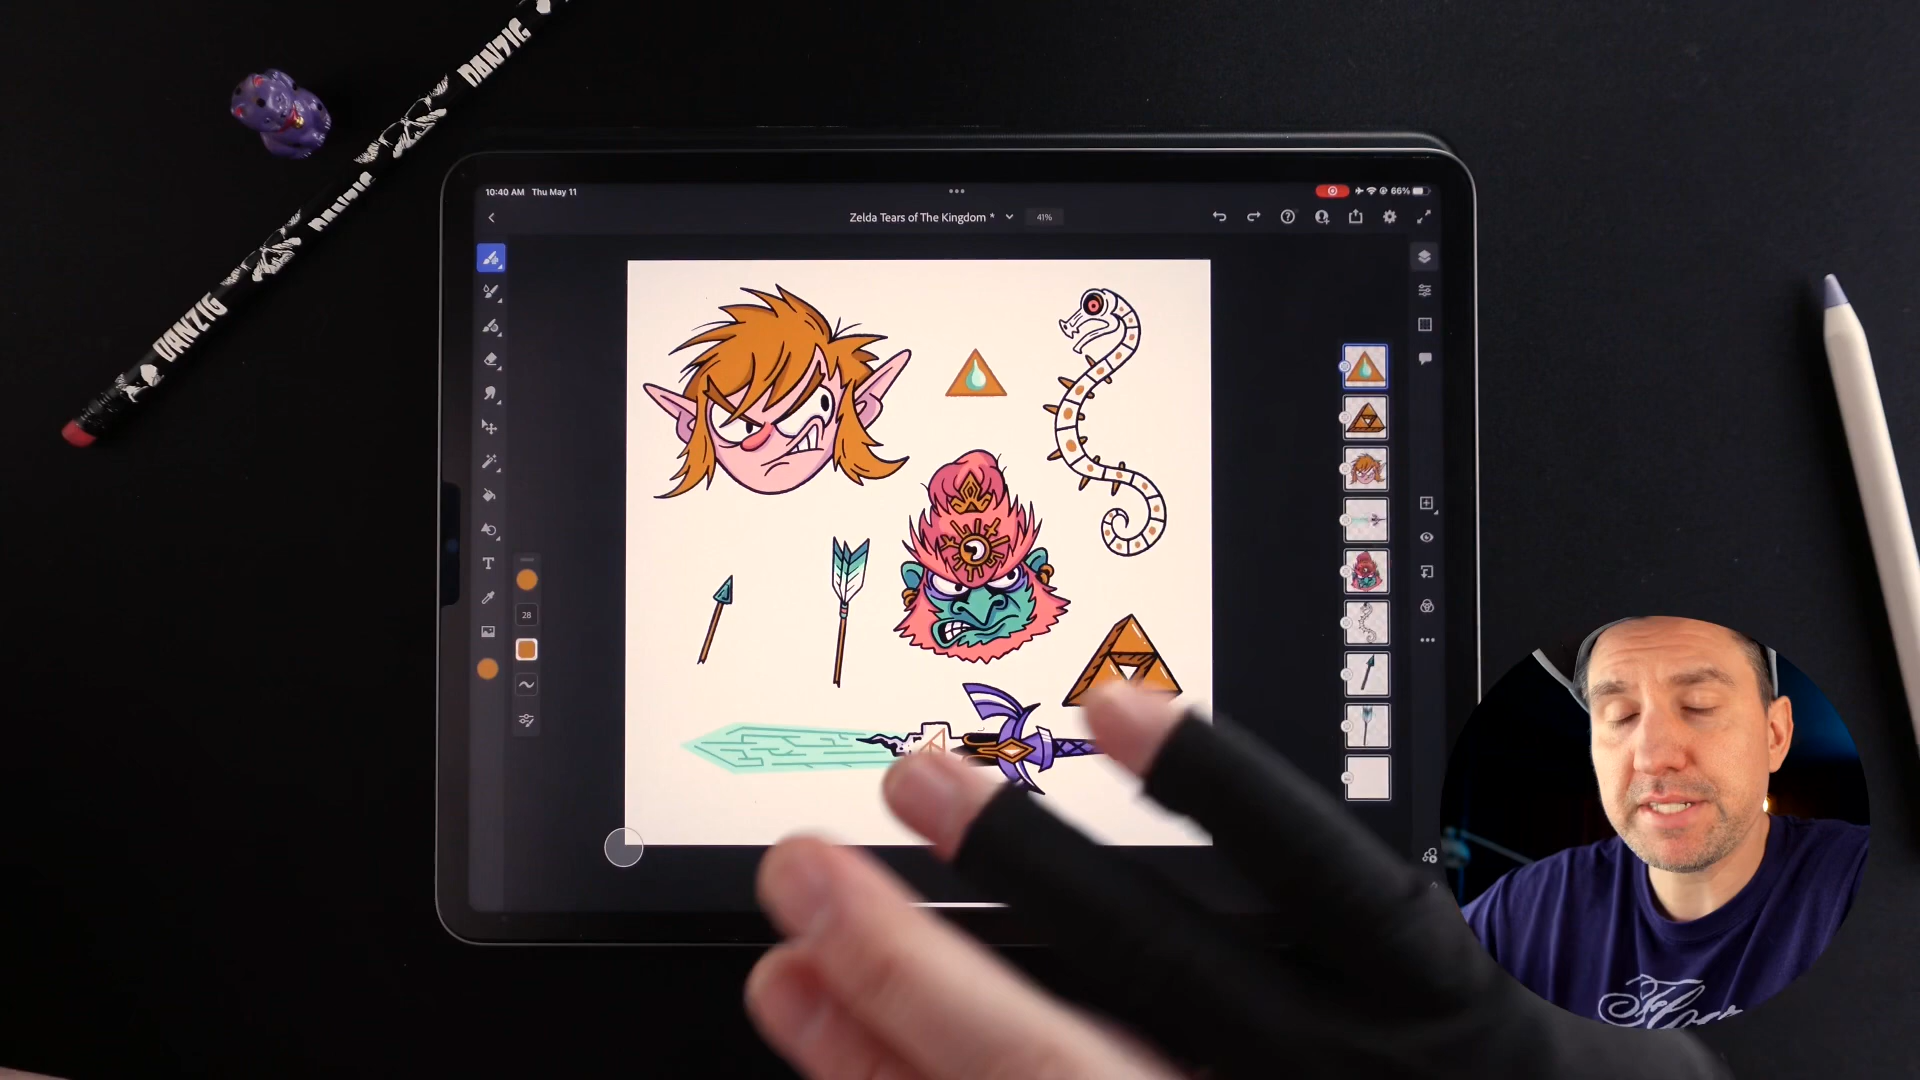 DANZIG
DANZIG
DANZIG
10:40 AM Thu May 11
66%
Zelda Tears of The Kingdom *
41%
?
T
28